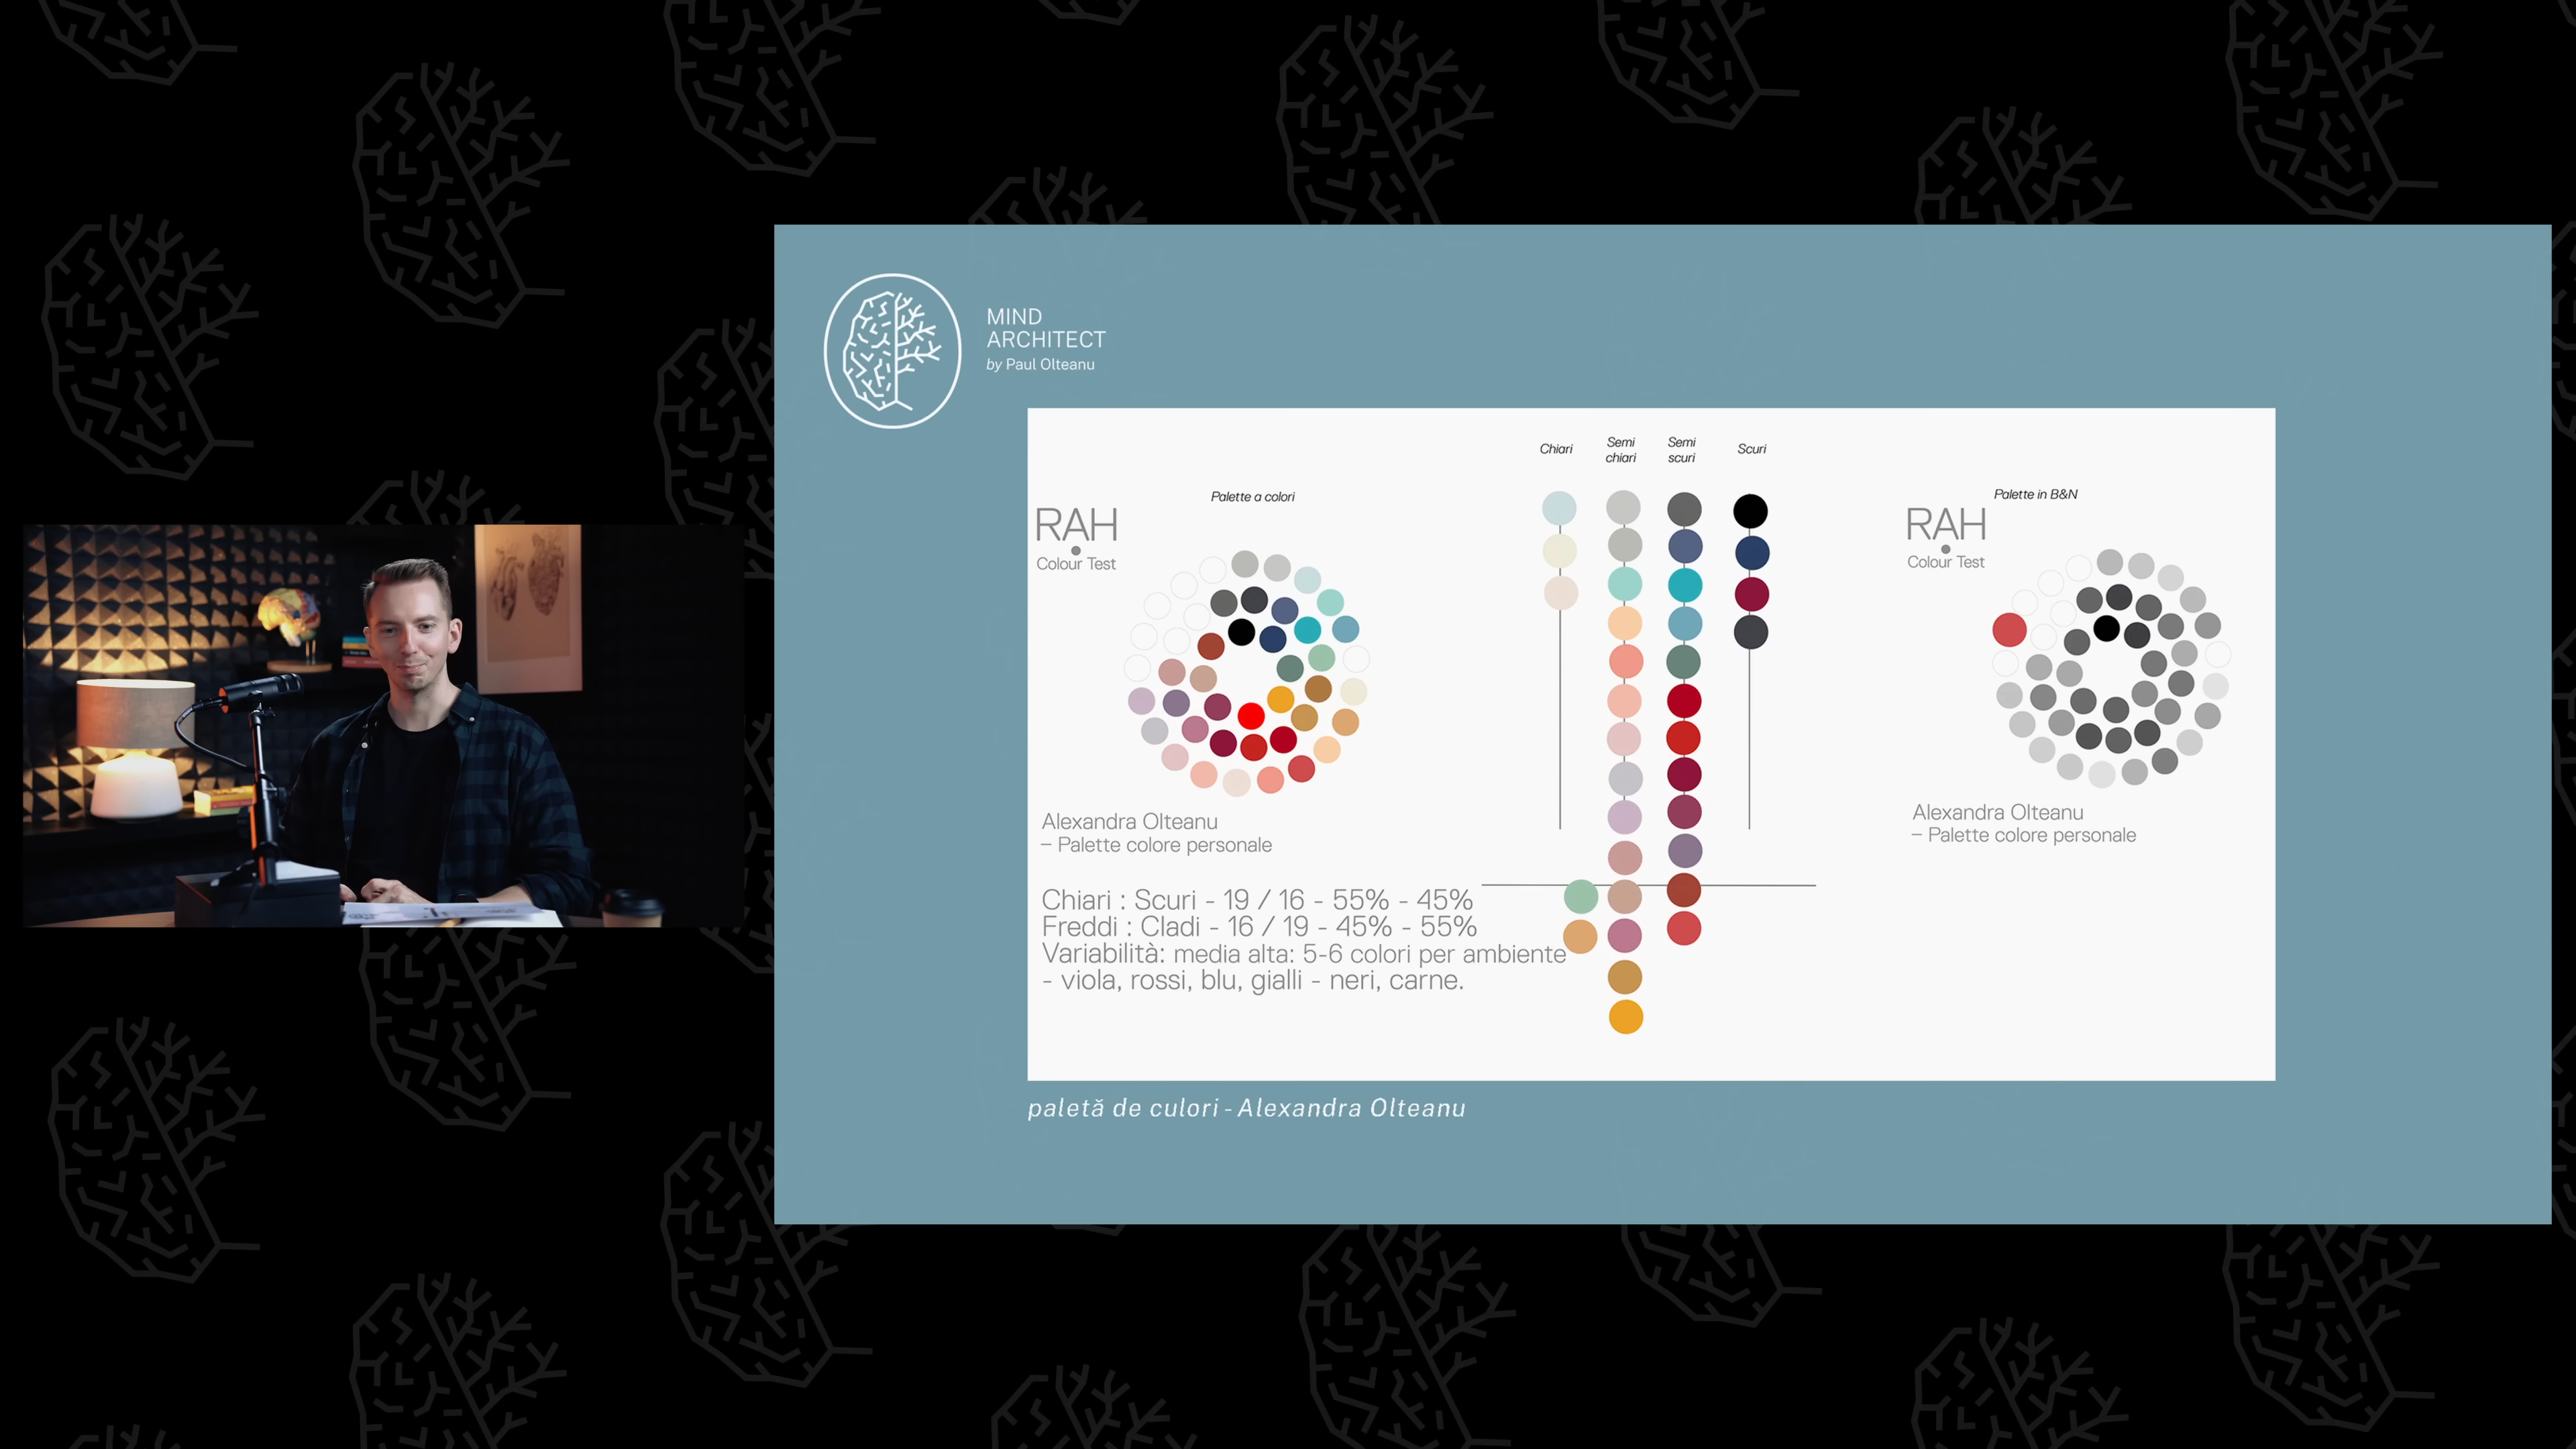 MIND
ARCHITECT
by Paul Olteanu
Chiari
Semi
chiari
Semi
scuri
Scuri
Palette a colori
RAH
Colour Test
Alexandra Olteanu
– Palette colore personale
Chiari : Scuri - 19 / 16 - 55% - 45%
Freddi : Cladi - 16 / 19 - 45% - 55%
Variabilità: media alta: 5-6 colori per ambiente
- viola, rossi, blu, gialli - neri, carne.
Palette in B&N
RAH
Colour Test
Alexandra Olteanu
– Palette colore personale
paletă de culori - Alexandra Olteanu